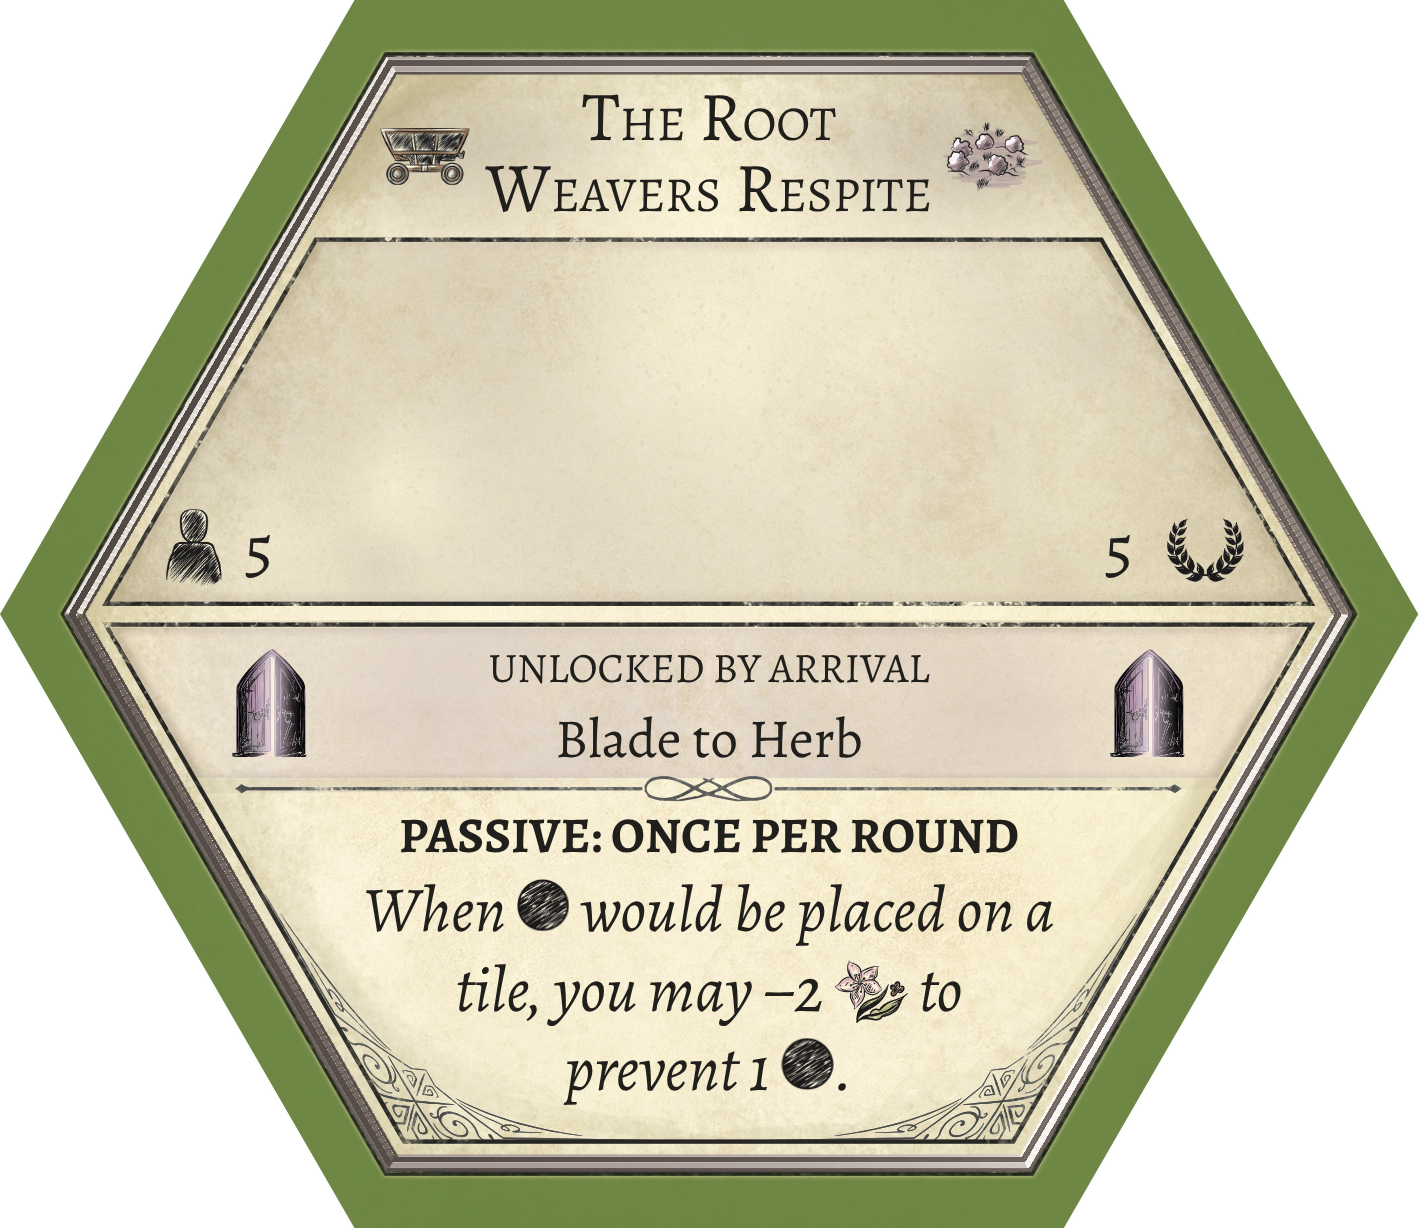 The Root
Weavers Respite
5
5
UNLOCKED BY ARRIVAL
Blade to Herb
PASSIVE: ONCE PER ROUND
When would be placed on a
tile, you may –2 to
prevent 1 .